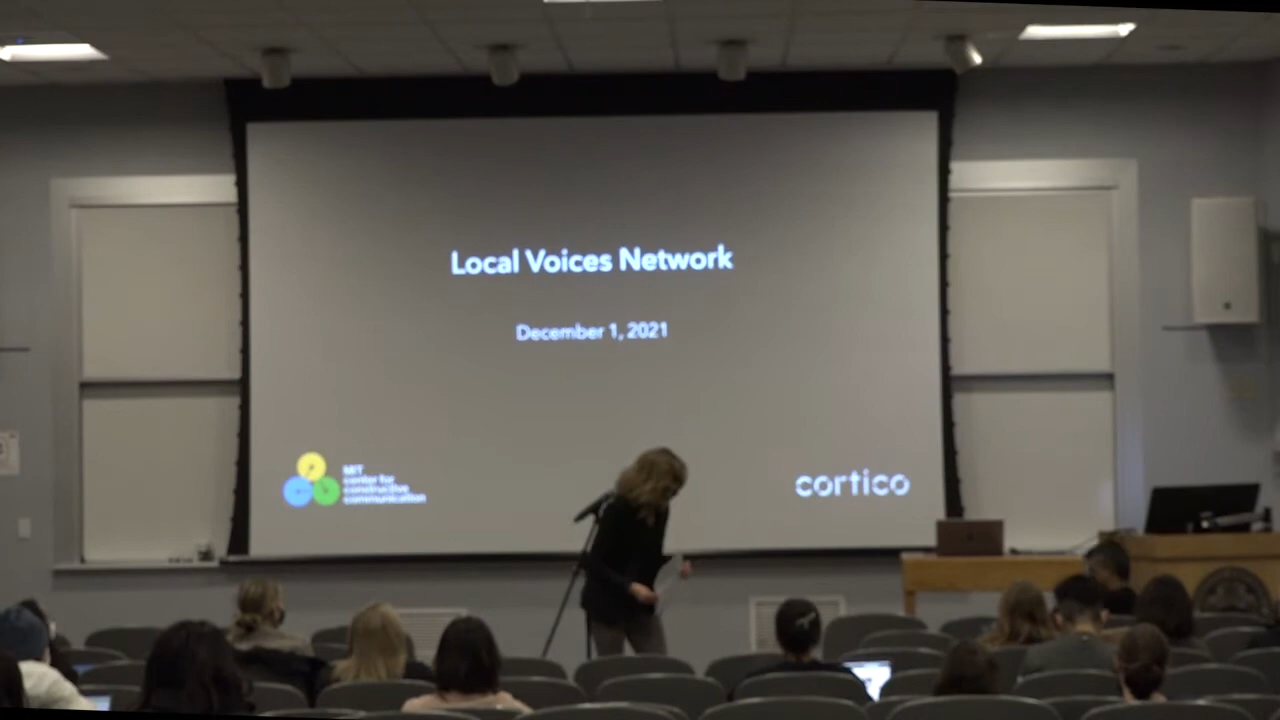 Local Voices Network
December 1, 2021
MIT
center for
constructive
communication
cortico